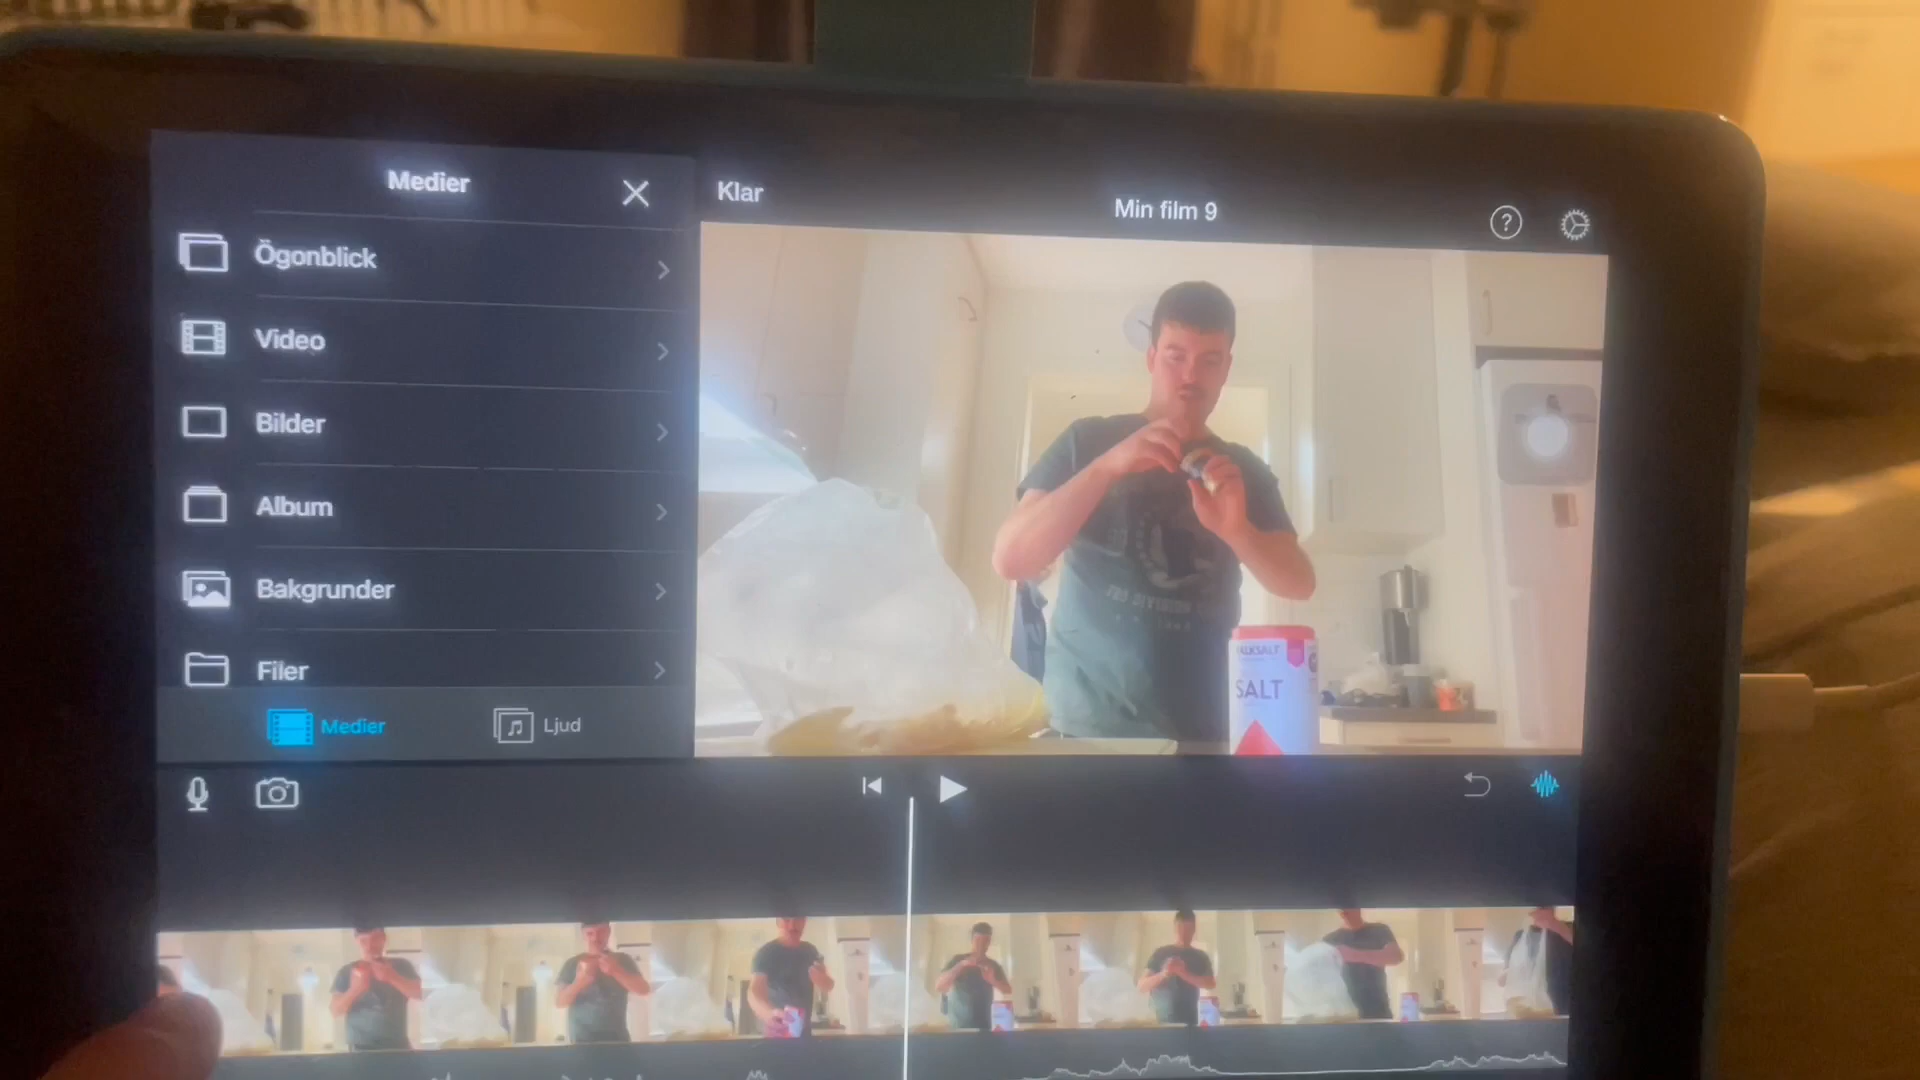 Medier
Klar
Min film 9
?
Ögonblick
Video
Bilder
Album
Bakgrunder
Filer
Medier
Ljud
SALT